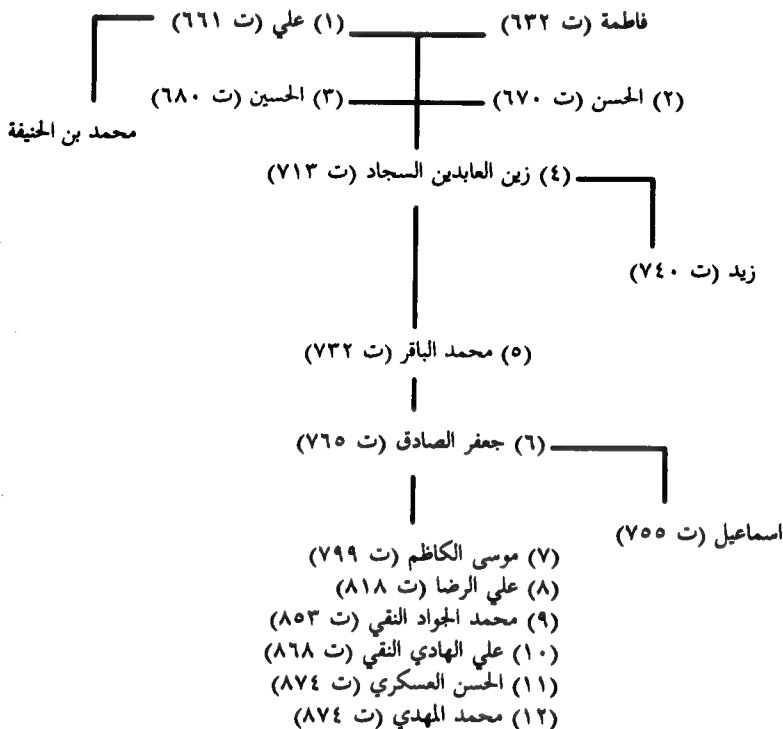 فاطمة (ت ٦٣٢)
(١) علي (ت ٦٦١)
(٢) الحسن (ت ٦٧٠)
(٣) الحسين (ت ٦٨٠)
محمد بن الحنيفة
(٤) زين العابدين السجاد (ت ٧١٣)
زيد (ت ٧٤٠)
(٥) محمد الباقر (ت ٧٣٢)
(٦) جعفر الصادق (ت ٧٦٥)
اسماعيل (ت ٧٥٥)
(٧) موسى الكاظم (ت ٧٩٩)
(٨) علي الرضا (ت ٨١٨)
(٩) محمد الجواد النقي (ت ٨٥٣)
(١٠) علي الهادي النقي (ت ٨٦٨)
(١١) الحسن العسكري (ت ٨٧٤)
(١٢) محمد المهدي (ت ٨٧٤)